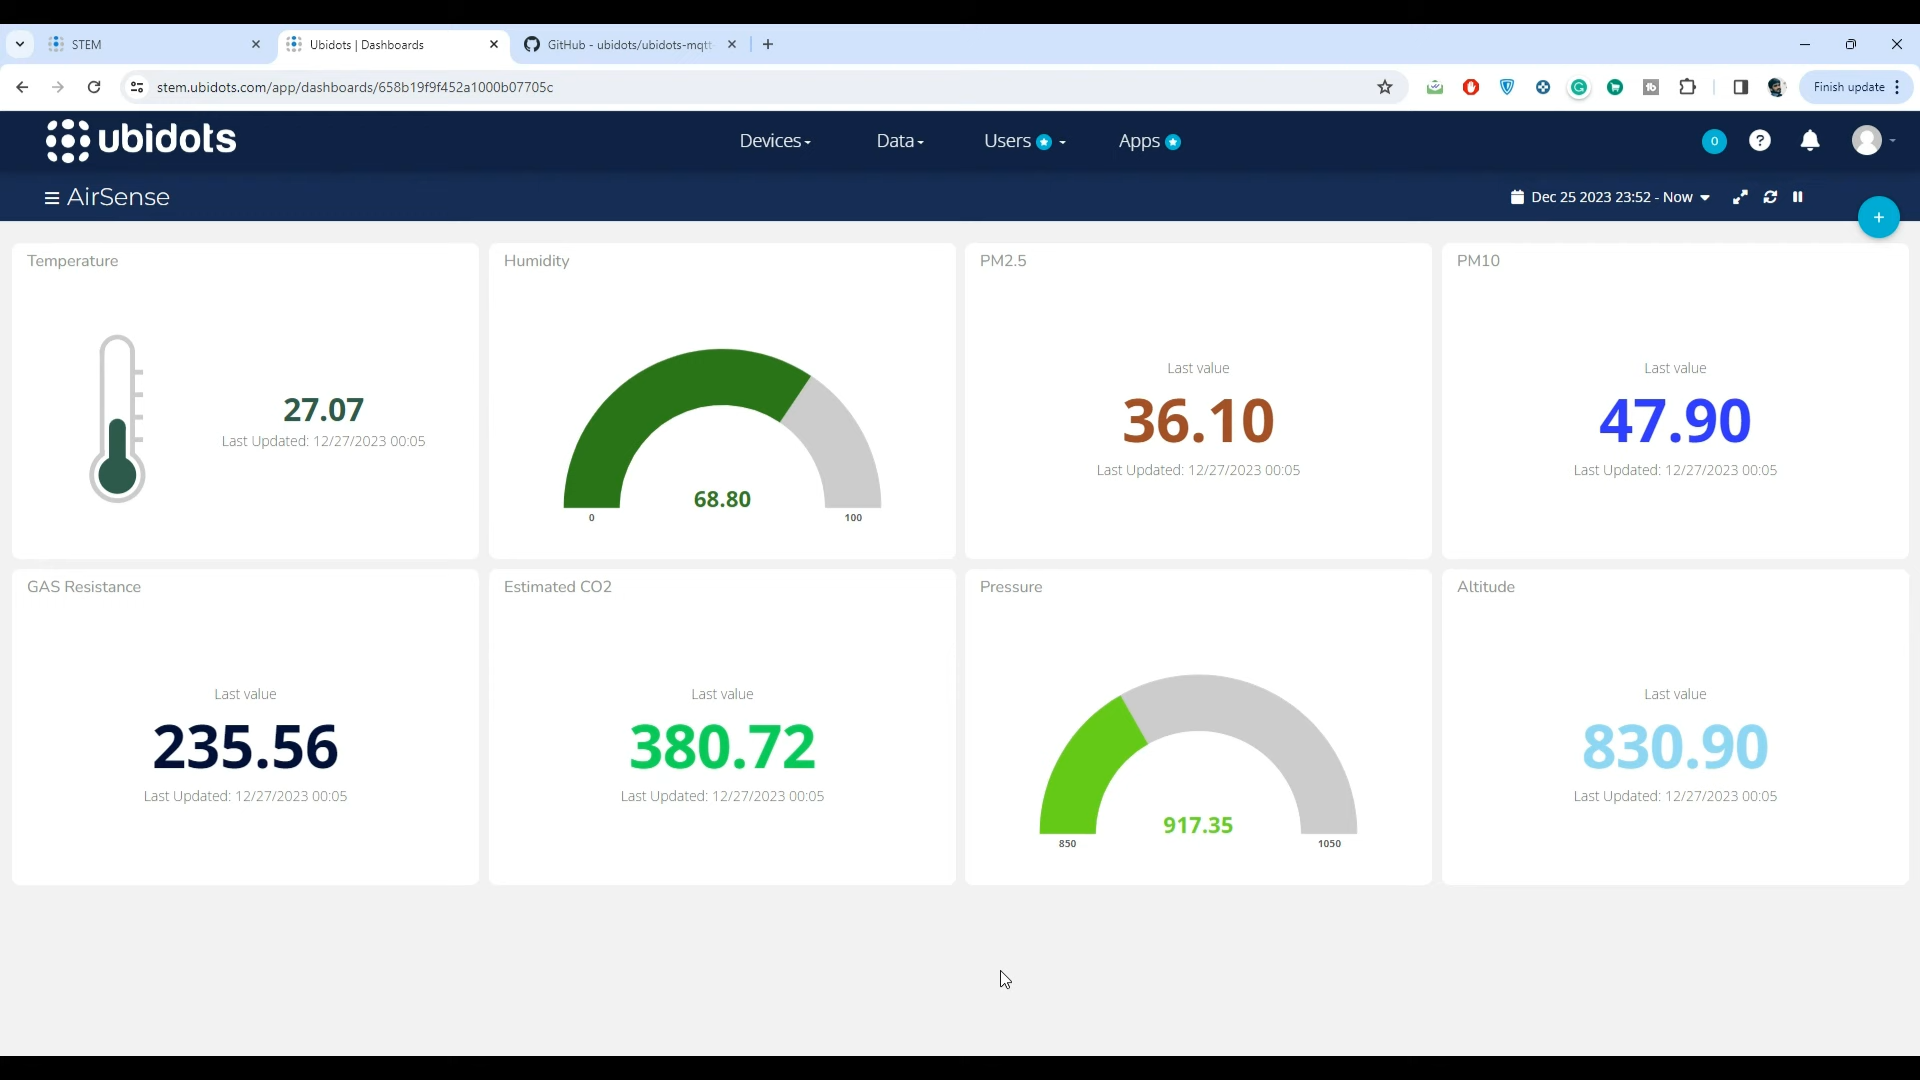 STEM
Ubidots | Dashboards
GitHub - ubidots/ubidots-mqtt
stem.ubidots.com/app/dashboards/658b19f9f452a1000b07705c
Finish update
ubidots
Devices
Data
Users
Apps
0
?
AirSense
Dec 25 2023 23:52 - Now
+
Temperature
27.07
Last Updated: 12/27/2023 00:05
Humidity
68.80
0
100
PM2.5
Last value
36.10
Last Updated: 12/27/2023 00:05
PM10
Last value
47.90
Last Updated: 12/27/2023 00:05
GAS Resistance
Last value
235.56
Last Updated: 12/27/2023 00:05
Estimated CO2
Last value
380.72
Last Updated: 12/27/2023 00:05
Pressure
917.35
850
1050
Altitude
Last value
830.90
Last Updated: 12/27/2023 00:05